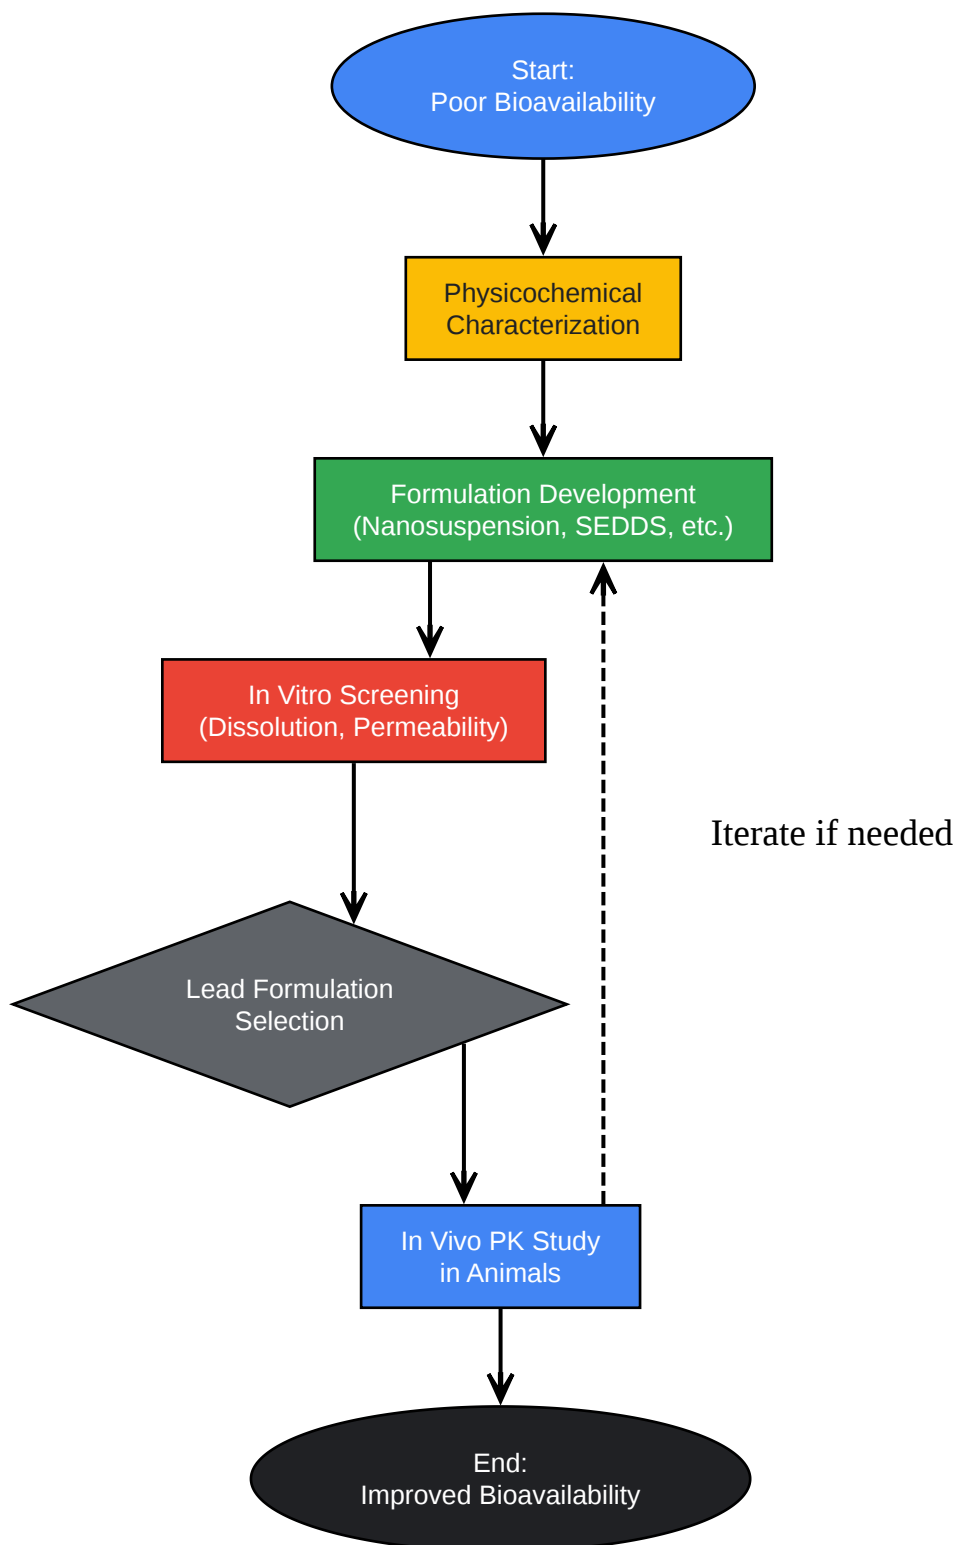 Start:
Poor Bioavailability
Physicochemical
Characterization
Formulation Development
(Nanosuspension, SEDDS, etc.)
In Vitro Screening
(Dissolution, Permeability)
Iterate if needed
Lead Formulation
Selection
In Vivo PK Study
in Animals
End:
Improved Bioavailability